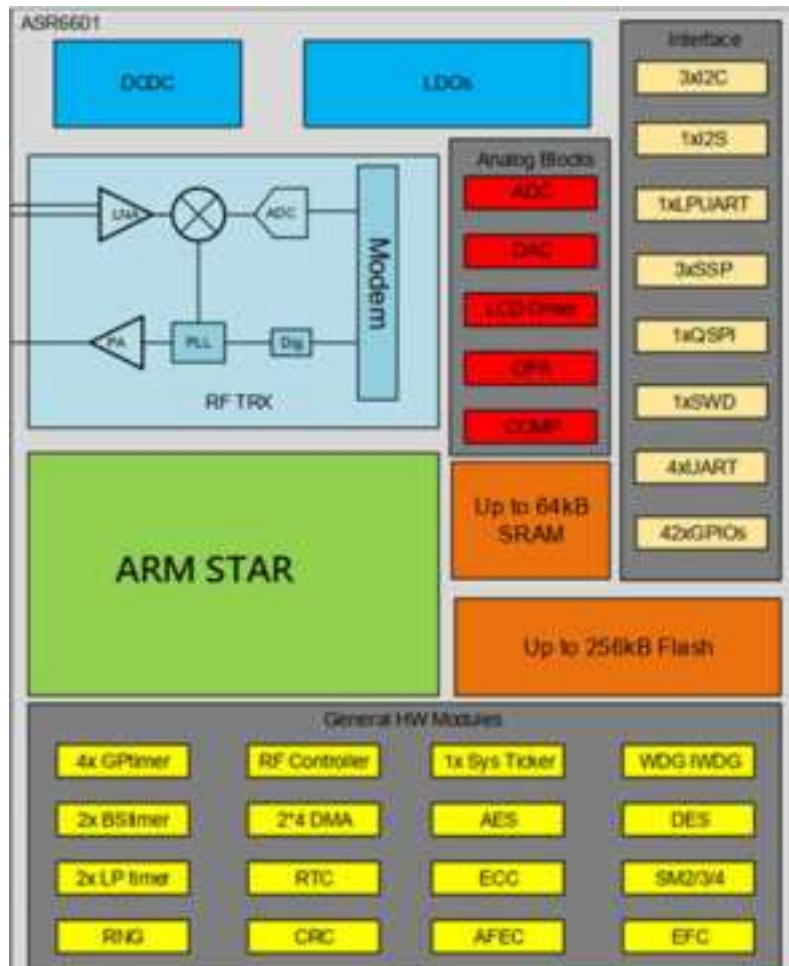 ASR6601
DCDC
LDOs
Interface
3xI2C
1xI2S
1xLPUART
3xSSP
1xQSPI
1xSWD
4xUART
42xGPIOs
Analog Blocks
ADC
DAC
LCD Driver
OPA
COMP
LNA
ADC
Modem
PA
PLL
Dig
RF TRX
ARM STAR
Up to 64kB
SRAM
Up to 256kB Flash
General HW Modules
4x GPtimer
RF Controller
1x Sys Ticker
WDG IWDG
2x BStimer
2*4 DMA
AES
DES
2x LP timer
RTC
ECC
SM2/3/4
RNG
CRC
AFEC
EFC